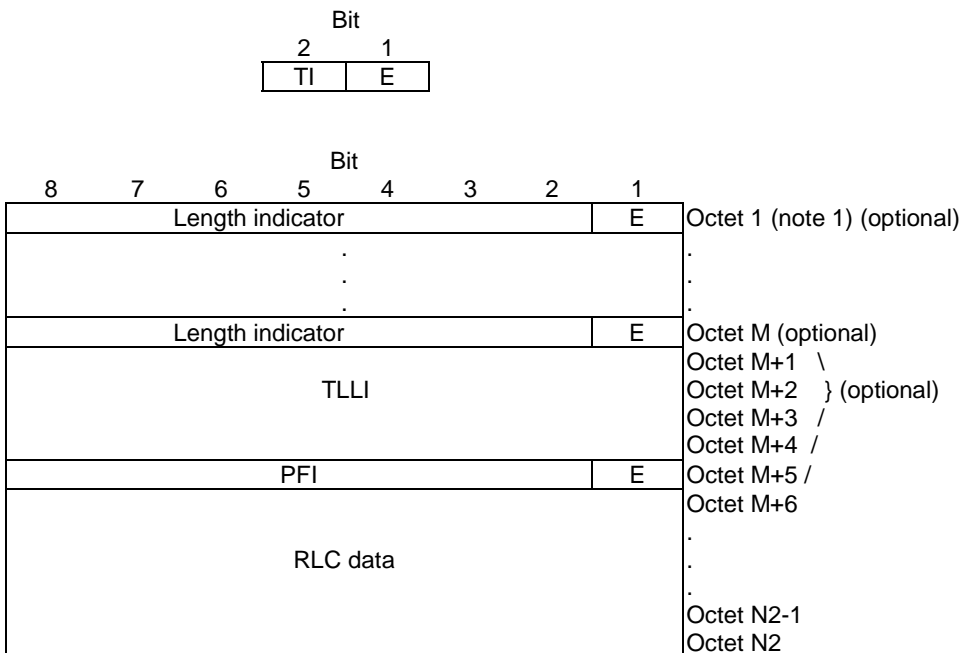 Bit
2 1
TI E
Bit
8 7 6 5 4 3 2 1
Length indicator E Octet 1 (note 1) (optional)
. .
. .
. .
Length indicator E Octet M (optional)
Octet M+1 \
TLLI Octet M+2 } (optional)
Octet M+3 /
Octet M+4 /
PFI E Octet M+5 /
Octet M+6
.
RLC data .
.
Octet N2-1
Octet N2